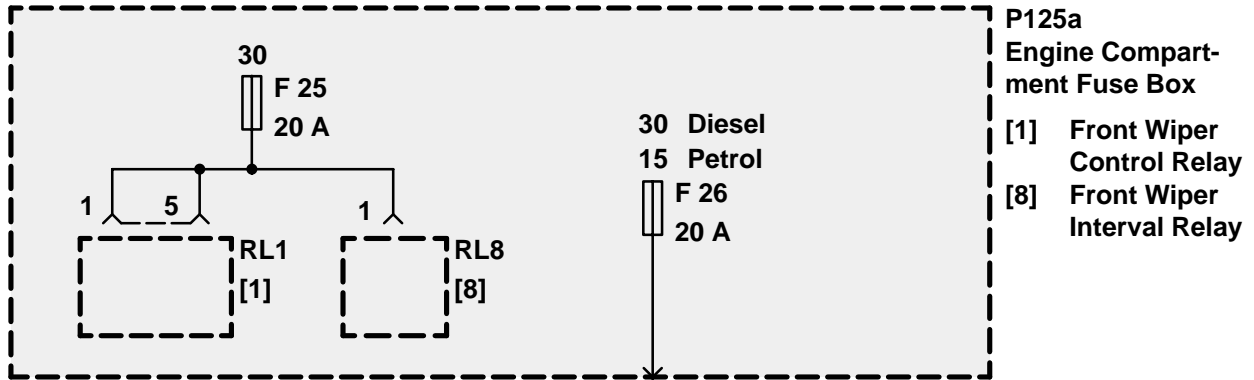 30
F 25
20 A
1
5
1
RL1
[1]
RL8
[8]
30 Diesel
15 Petrol
F 26
20 A
P125a
Engine Compart-
ment Fuse Box
[1] Front Wiper
Control Relay
[8] Front Wiper
Interval Relay